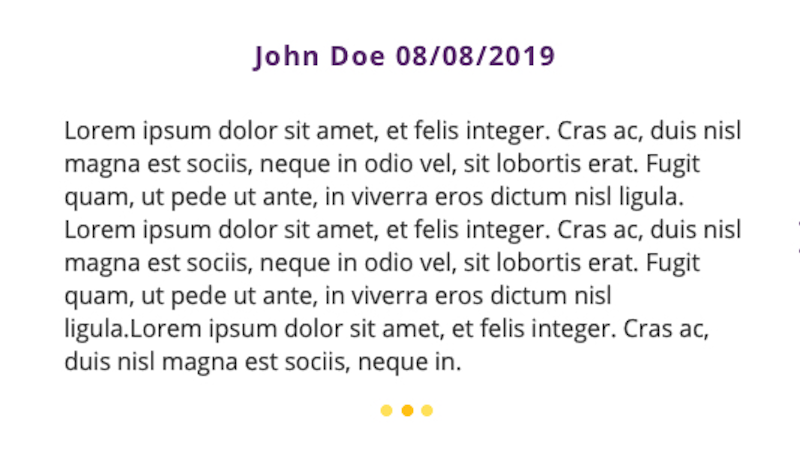 John Doe 08/08/2019
Lorem ipsum dolor sit amet, et felis integer. Cras ac, duis nisl
magna est sociis, neque in odio vel, sit lobortis erat. Fugit
quam, ut pede ut ante, in viverra eros dictum nisl ligula.
Lorem ipsum dolor sit amet, et felis integer. Cras ac, duis nisl
magna est sociis, neque in odio vel, sit lobortis erat. Fugit
quam, ut pede ut ante, in viverra eros dictum nisl
ligula.Lorem ipsum dolor sit amet, et felis integer. Cras ac,
duis nisl magna est sociis, neque in.